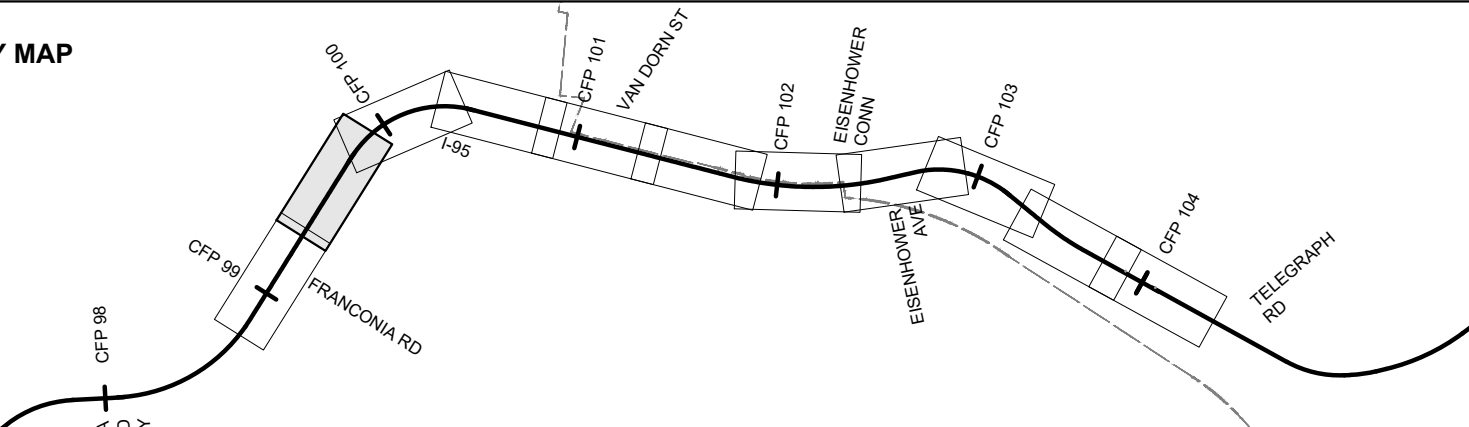 Y MAP
CFP 100
CFP 101
VAN DORN ST
CFP 102
EISENHOWER
CONN
CFP 103
I-95
CFP 104
EISENHOWER
AVE
CFP 99
FRANCONIA RD
TELEGRAPH
RD
CFP 98